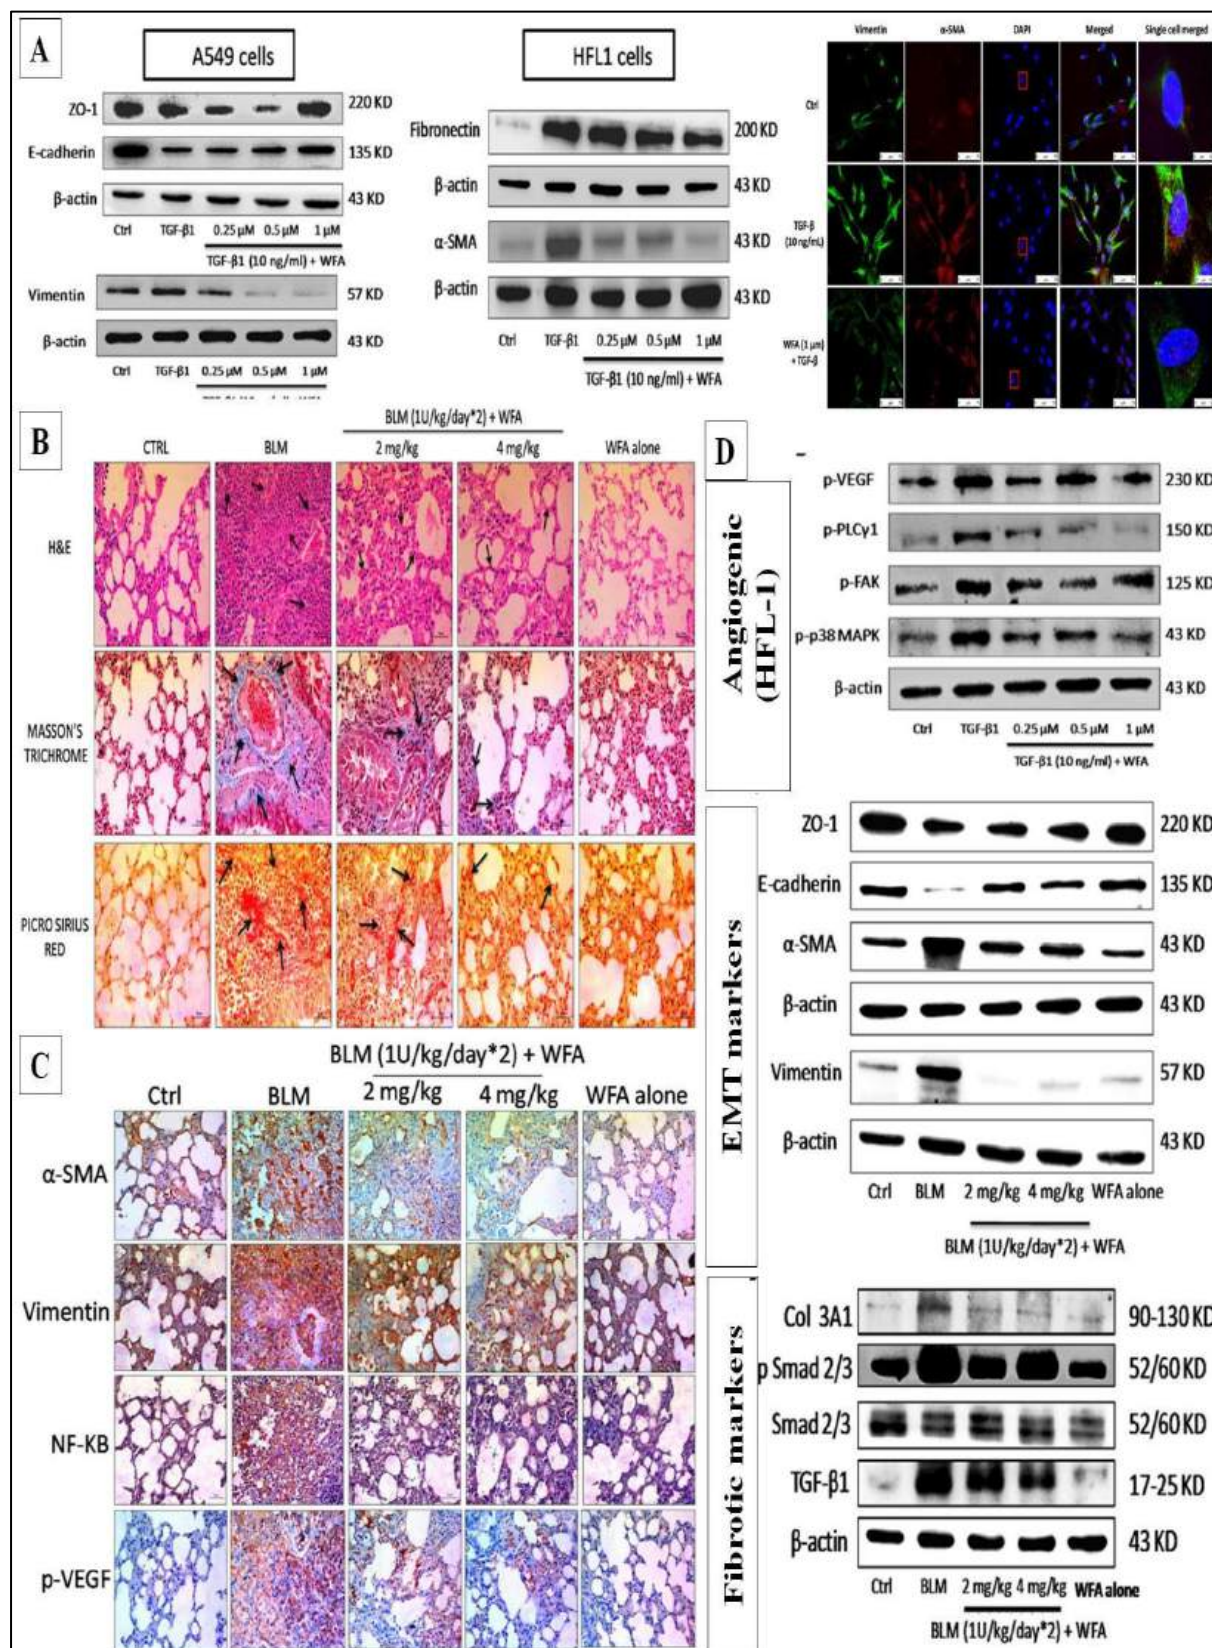 A
A549 cells
ZO-1
220 KD
E-cadherin
135 KD
β-actin
43 KD
Ctrl TGF-β1 0.25 μM 0.5 μM 1 μM
TGF-β1 (10 ng/ml) + WFA
Vimentin
57 KD
β-actin
43 KD
Ctrl TGF-β1 0.25 μM 0.5 μM 1 μM
HFL1 cells
Fibronectin
200 KD
β-actin
43 KD
α-SMA
43 KD
β-actin
43 KD
Ctrl TGF-β1 0.25 μM 0.5 μM 1 μM
TGF-β1 (10 ng/ml) + WFA
Vimentin α-SMA DAPI Merged Single cell merged
Ctrl
TGF-β
(10 ng/mL)
WFA (1 μm)
+ TGF-β
B
BLM (1U/kg/day*2) + WFA
CTRL BLM 2 mg/kg 4 mg/kg WFA alone
H&E
MASSON'S
TRICHROME
PICRO SIRIUS
RED
C
BLM (1U/kg/day*2) + WFA
Ctrl BLM 2 mg/kg 4 mg/kg WFA alone
α-SMA
Vimentin
NF-KB
p-VEGF
D
Angiogenic
(HFL-1)
p-VEGF
230 KD
p-PLCγ1
150 KD
p-FAK
125 KD
p-p38 MAPK
43 KD
β-actin
43 KD
Ctrl TGF-β1 0.25 μM 0.5 μM 1 μM
TGF-β1 (10 ng/ml) + WFA
EMT markers
ZO-1
220 KD
E-cadherin
135 KD
α-SMA
43 KD
β-actin
43 KD
Vimentin
57 KD
β-actin
43 KD
Ctrl BLM 2 mg/kg 4 mg/kg WFA alone
BLM (1U/kg/day*2) + WFA
Fibrotic markers
Col 3A1
90-130 KD
p Smad 2/3
52/60 KD
Smad 2/3
52/60 KD
TGF-β1
17-25 KD
β-actin
43 KD
Ctrl BLM 2 mg/kg 4 mg/kg WFA alone
BLM (1U/kg/day*2) + WFA